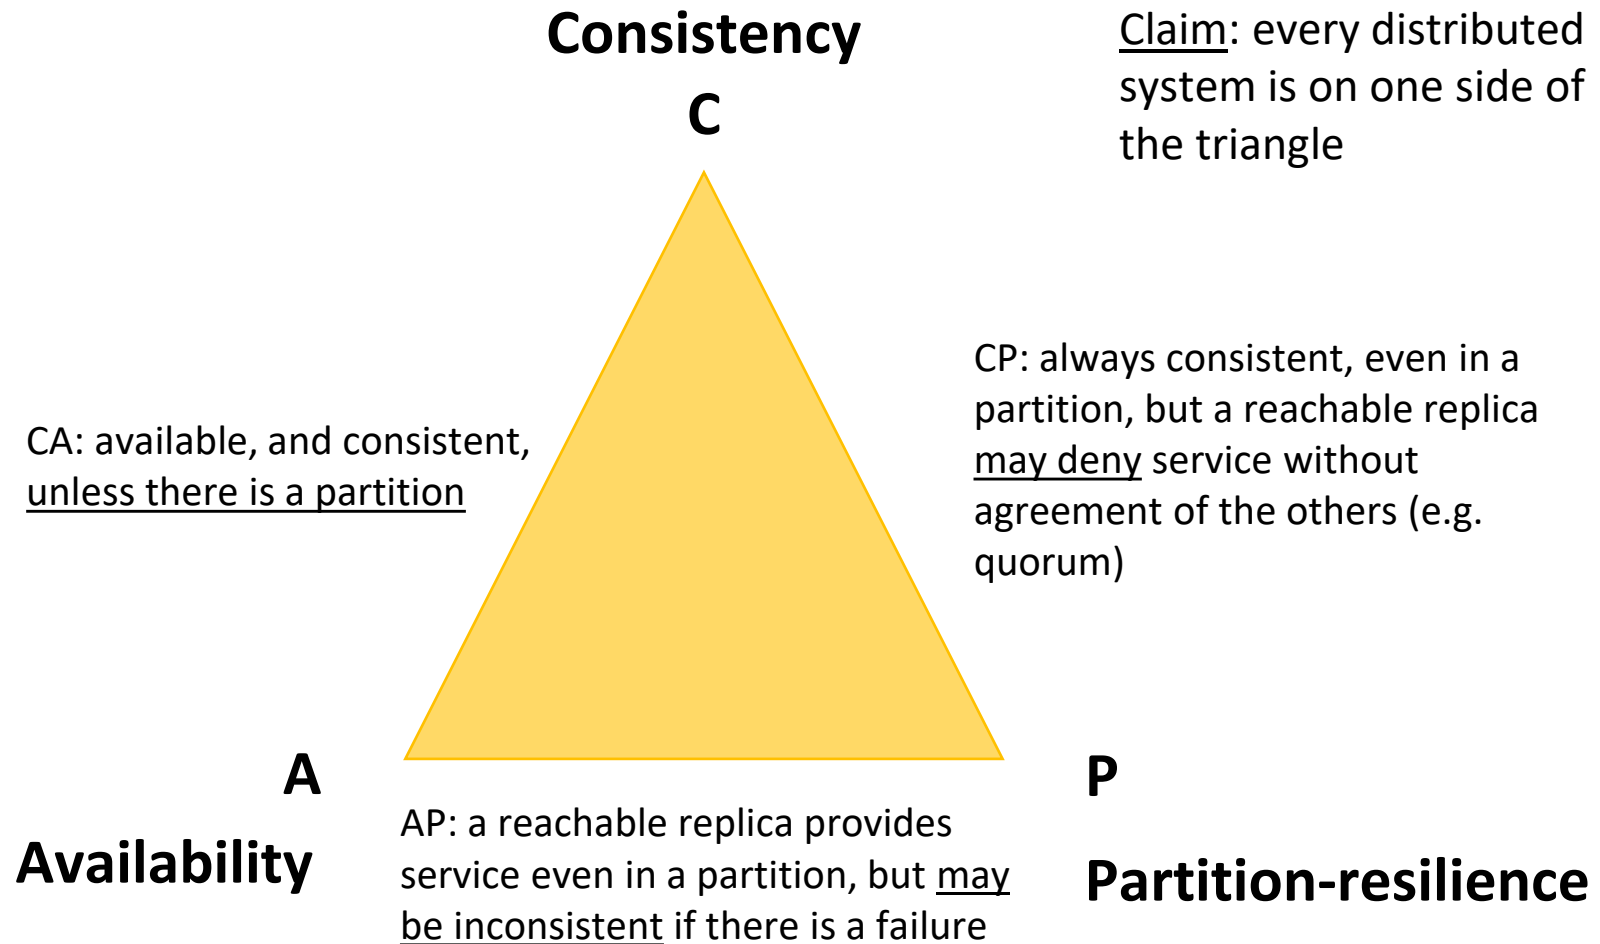 Consistency
C
Claim: every distributed
system is on one side of
the triangle
CA: available, and consistent,
unless there is a partition
CP: always consistent, even in a
partition, but a reachable replica
may deny service without
agreement of the others (e.g.
quorum)
A
Availability
AP: a reachable replica provides
service even in a partition, but may
be inconsistent if there is a failure
P
Partition-resilience